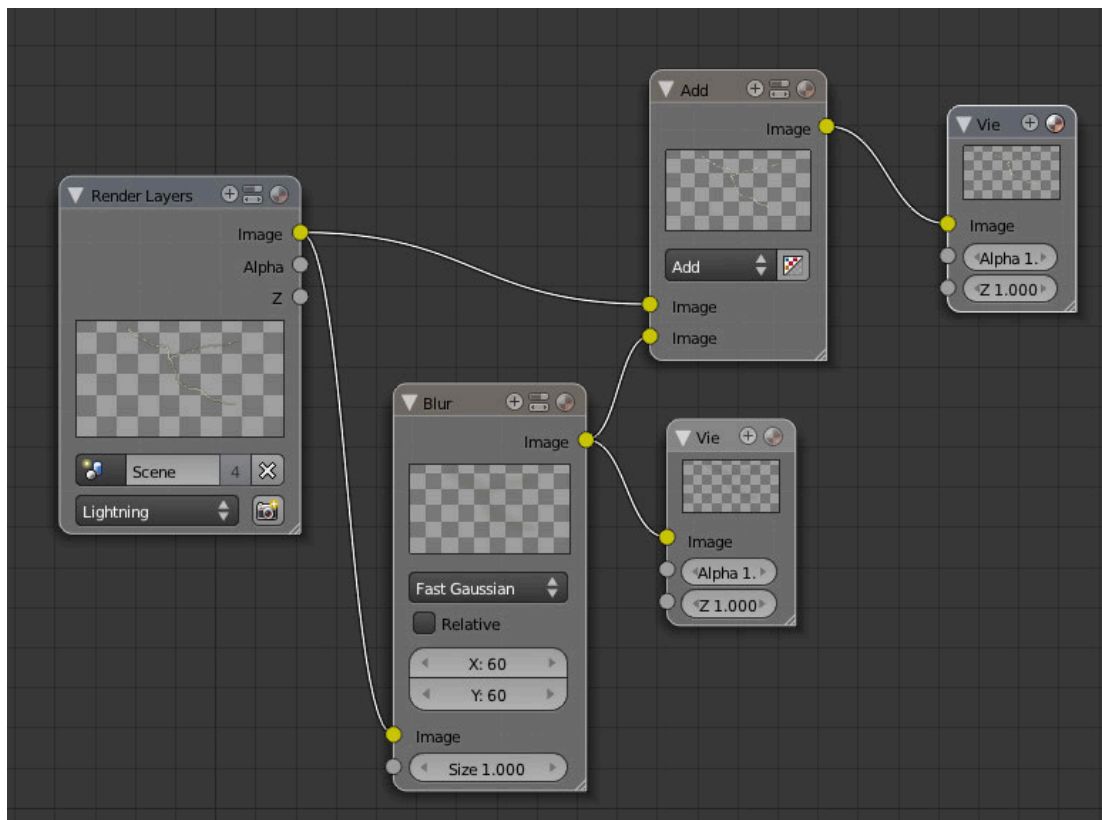 Render Layers
Image
Alpha
Z
Scene 4
Lightning
Blur
Image
Fast Gaussian
Relative
X: 60
Y: 60
Image
Size 1.000
Add
Image
Add
Image
Image
Vie
Image
Alpha 1.
Z 1.000
Vie
Image
Alpha 1.
Z 1.000